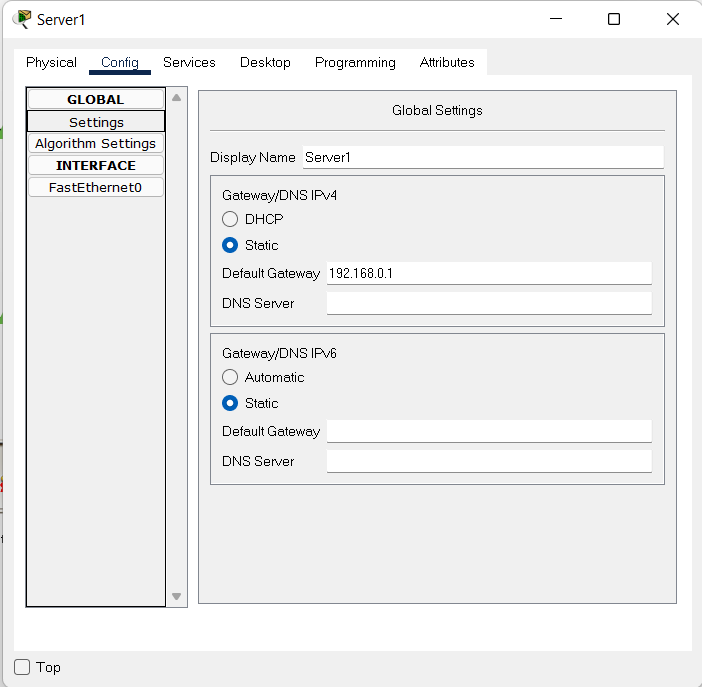 Server1
Physical Config Services Desktop Programming Attributes
GLOBAL
Settings
Algorithm Settings
INTERFACE
FastEthernet0
Global Settings
Display Name Server1
Gateway/DNS IPv4
DHCP
Static
Default Gateway 192.168.0.1
DNS Server
Gateway/DNS IPv6
Automatic
Static
Default Gateway
DNS Server
Top